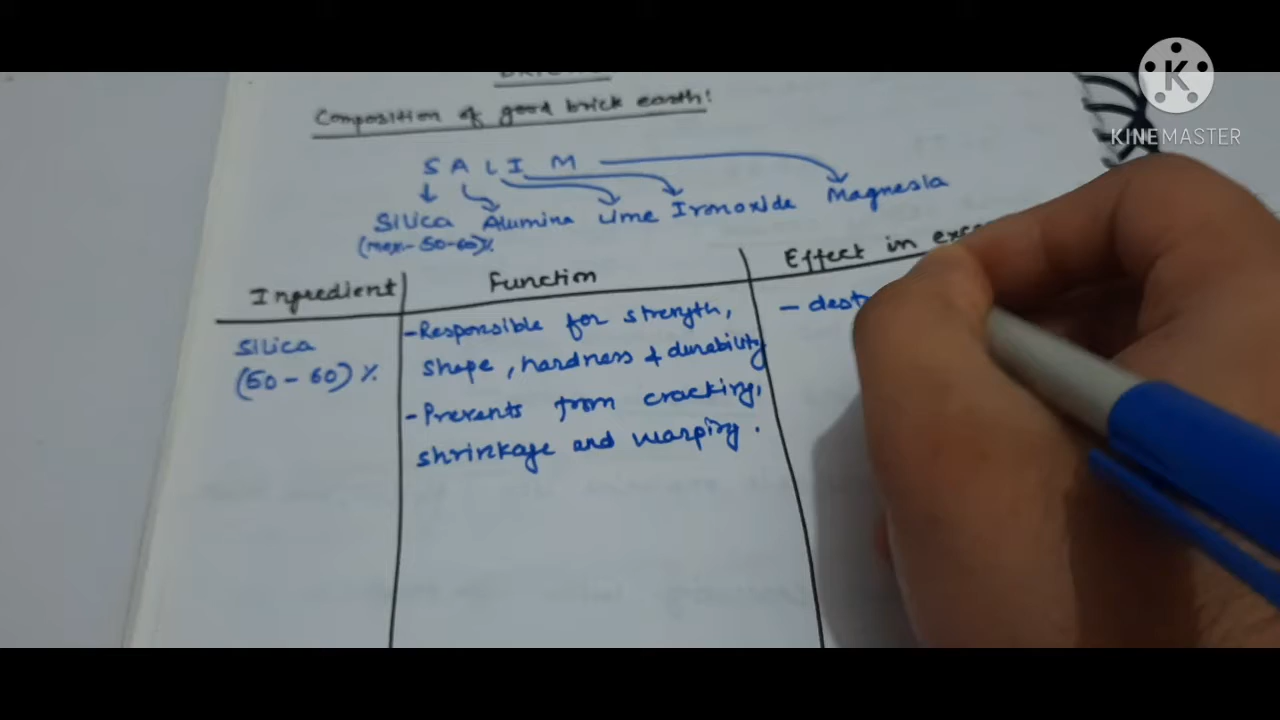 KINEMASTER
Composition of good brick earth:
S A L I M
Silica Alumina Lime Ironoxide Magnesia
(max-50-60)%
Ingredient Function Effect in
Silica
(50-60) %
-Responsible for strength,
shape, hardness & durability
-Prevents from cracking,
shrinkage and warping.